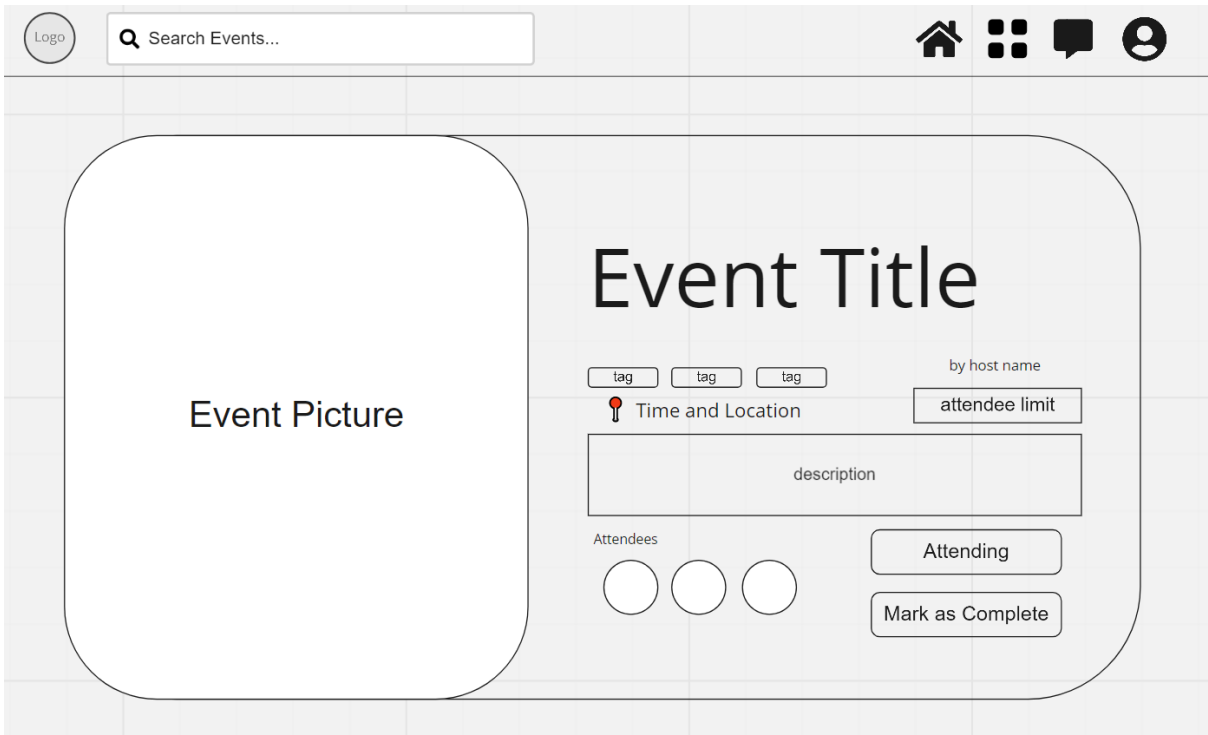 Logo
Search Events...
Event Picture
Event Title
by host name
tag tag tag
Time and Location
attendee limit
description
Attendees
Attending
Mark as Complete